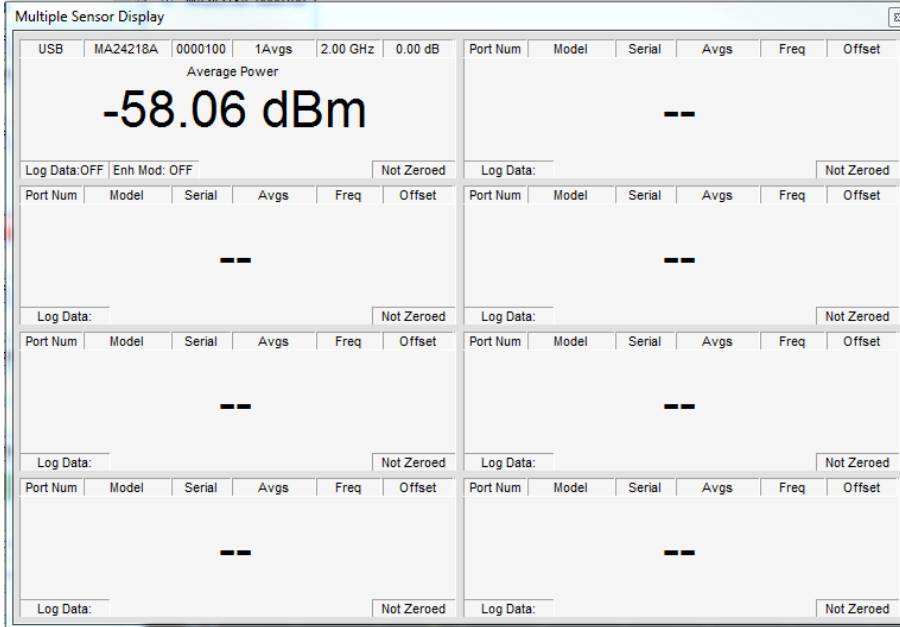 Multiple Sensor Display
USB MA24218A 0000100 1Avgs 2.00 GHz 0.00 dB
Average Power
-58.06 dBm
Log Data:OFF Enh Mod: OFF Not Zeroed
Port Num Model Serial Avgs Freq Offset
--
Log Data: Not Zeroed
Port Num Model Serial Avgs Freq Offset
--
Log Data: Not Zeroed
Port Num Model Serial Avgs Freq Offset
--
Log Data: Not Zeroed
Port Num Model Serial Avgs Freq Offset
--
Log Data: Not Zeroed
Port Num Model Serial Avgs Freq Offset
--
Log Data: Not Zeroed
Port Num Model Serial Avgs Freq Offset
--
Log Data: Not Zeroed
Port Num Model Serial Avgs Freq Offset
--
Log Data: Not Zeroed